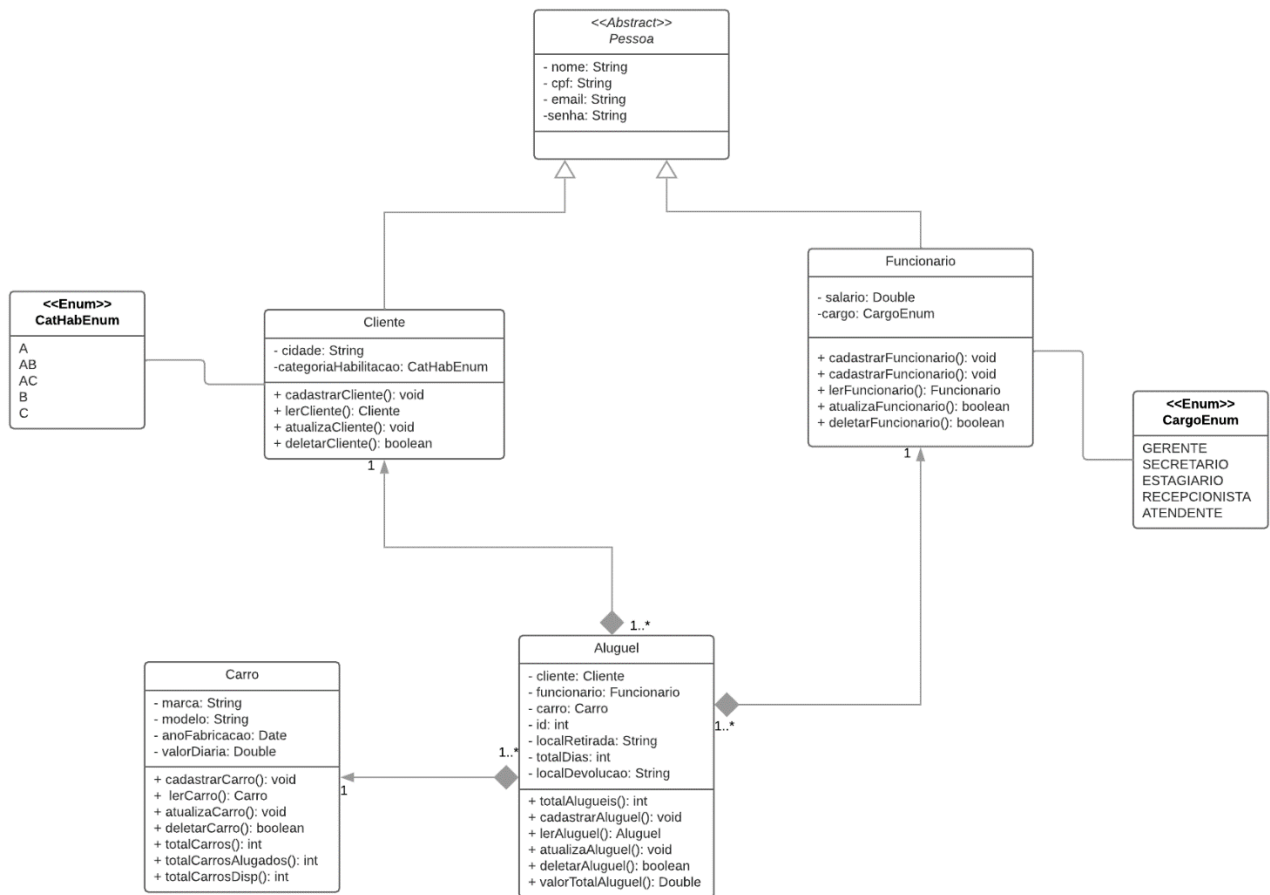 <<Abstract>>
Pessoa
- nome: String
- cpf: String
- email: String
-senha: String
Funcionario
- salario: Double
-cargo: CargoEnum
+ cadastrarFuncionario(): void
+ cadastrarFuncionario(): void
+ lerFuncionario(): Funcionario
+ atualizaFuncionario(): boolean
+ deletarFuncionario(): boolean
1
<<Enum>>
CatHabEnum
A
AB
AC
B
C
Cliente
- cidade: String
-categoriaHabilitacao: CatHabEnum
+ cadastrarCliente(): void
+ lerCliente(): Cliente
+ atualizaCliente(): void
+ deletarCliente(): boolean
1
<<Enum>>
CargoEnum
GERENTE
SECRETARIO
ESTAGIARIO
RECEPCIONISTA
ATENDENTE
1..*
Aluguel
- cliente: Cliente
- funcionario: Funcionario
- carro: Carro
- id: int
- localRetirada: String
- totalDias: int
- localDevolucao: String
+ totalAlugueis(): int
+ cadastrarAluguel(): void
+ lerAluguel(): Aluguel
+ atualizaAluguel(): void
+ deletarAluguel(): boolean
+ valorTotalAluguel(): Double
1..*
1..*
1
Carro
- marca: String
- modelo: String
- anoFabricacao: Date
- valorDiaria: Double
+ cadastrarCarro(): void
+ lerCarro(): Carro
+ atualizaCarro(): void
+ deletarCarro(): boolean
+ totalCarros(): int
+ totalCarrosAlugados(): int
+ totalCarrosDisp(): int